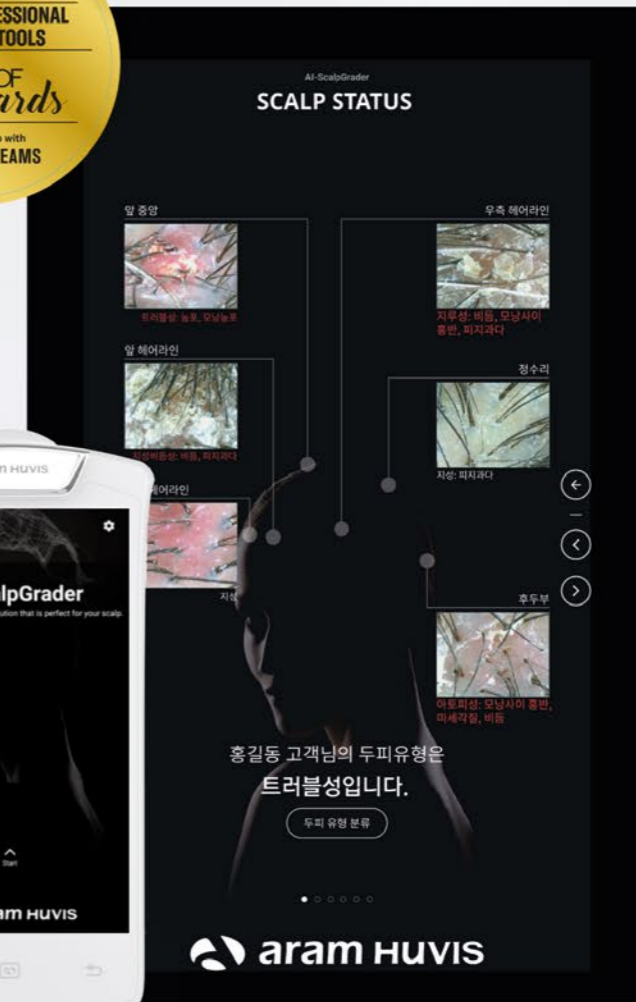 TOOLS
OF
with
AI-ScalpGrader
SCALP STATUS
앞 중앙
우측 헤어라인
트러블성: 농포, 모낭농포
지루성: 비듬, 모낭사이
홍반, 피지과다
앞 헤어라인
정수리
지성비듬성: 비듬, 피지과다
지성: 피지과다
헤어라인
지성
후두부
아토피성: 모낭사이 홍반,
미세각질, 비듬
홍길동 고객님의 두피유형은
트러블성입니다.
두피 유형 분류
aram HUVIS
HUVIS
lpGrader
that is perfect for your scalp.
Start
HUVIS